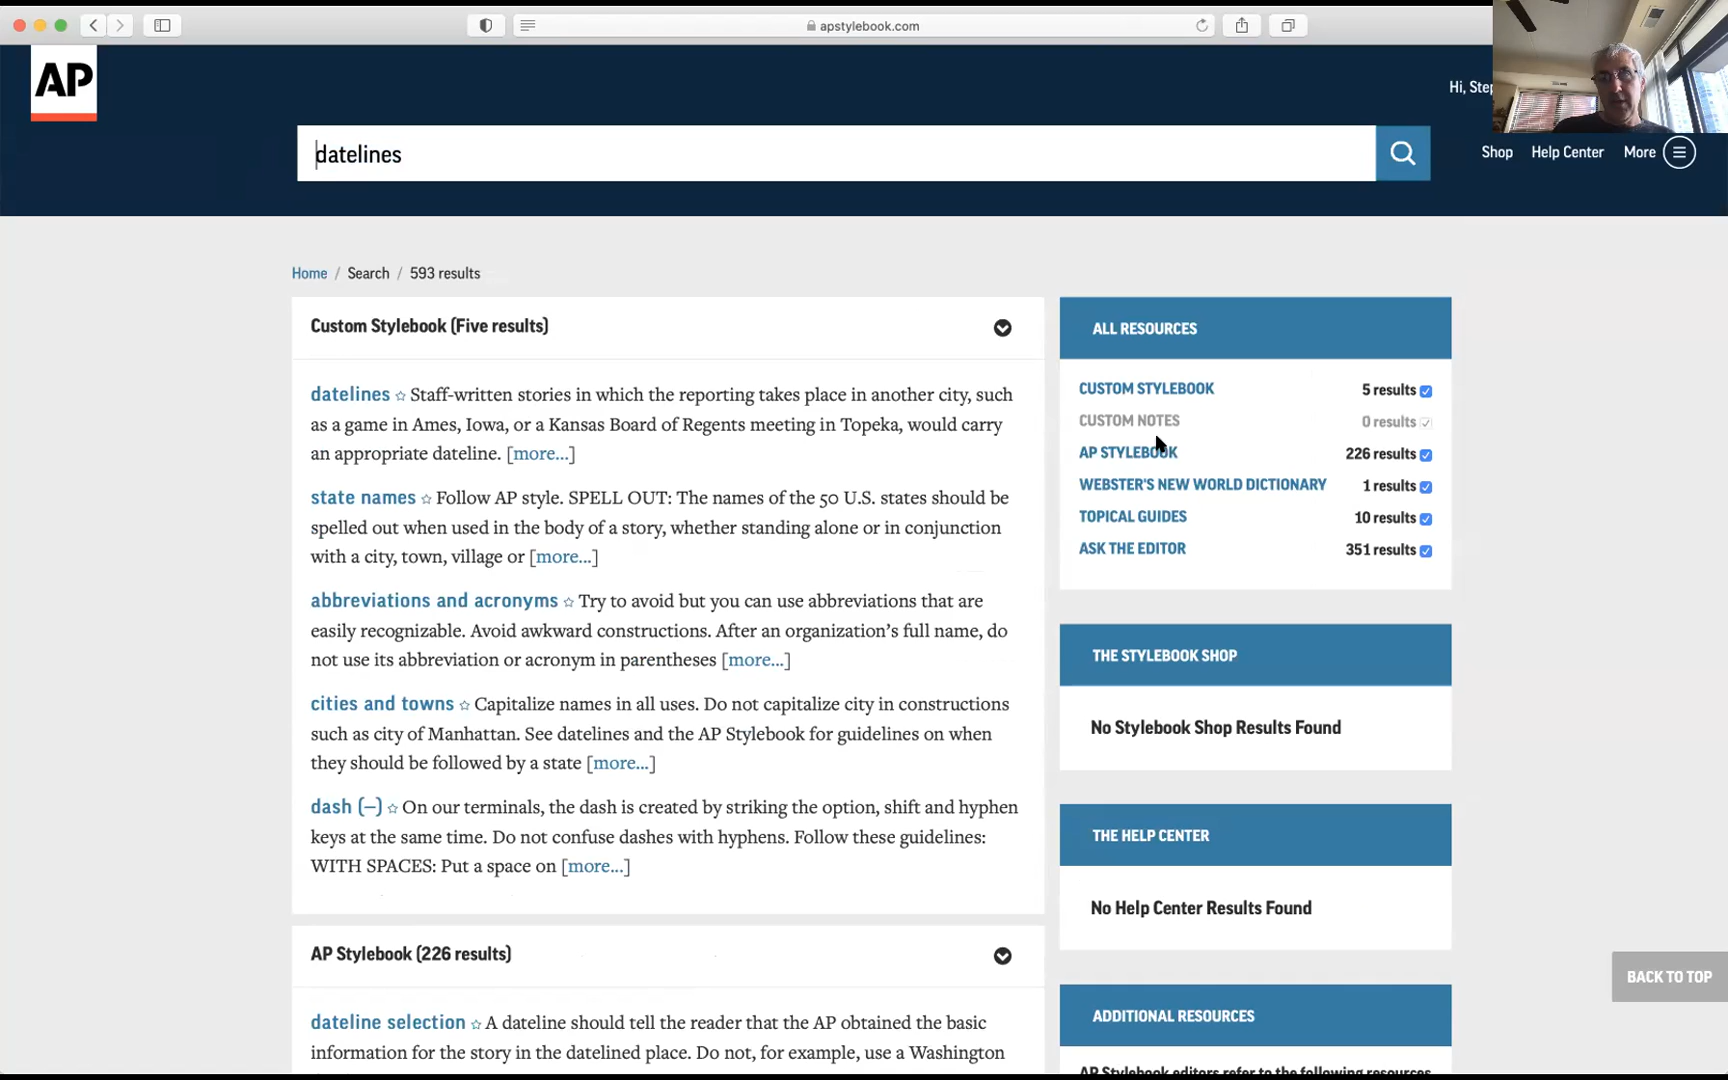 apstylebook.com
AP
Hi, Step
datelines
Shop Help Center More
Home / Search / 593 results
Custom Stylebook (Five results)
datelines ☆ Staff-written stories in which the reporting takes place in another city, such
as a game in Ames, Iowa, or a Kansas Board of Regents meeting in Topeka, would carry
an appropriate dateline. [more...]
state names ☆ Follow AP style. SPELL OUT: The names of the 50 U.S. states should be
spelled out when used in the body of a story, whether standing alone or in conjunction
with a city, town, village or [more...]
abbreviations and acronyms ☆ Try to avoid but you can use abbreviations that are
easily recognizable. Avoid awkward constructions. After an organization’s full name, do
not use its abbreviation or acronym in parentheses [more...]
cities and towns ☆ Capitalize names in all uses. Do not capitalize city in constructions
such as city of Manhattan. See datelines and the AP Stylebook for guidelines on when
they should be followed by a state [more...]
dash (—) ☆ On our terminals, the dash is created by striking the option, shift and hyphen
keys at the same time. Do not confuse dashes with hyphens. Follow these guidelines:
WITH SPACES: Put a space on [more...]
AP Stylebook (226 results)
dateline selection ☆ A dateline should tell the reader that the AP obtained the basic
information for the story in the datelined place. Do not, for example, use a Washington
ALL RESOURCES
CUSTOM STYLEBOOK 5 results
CUSTOM NOTES 0 results
AP STYLEBOOK 226 results
WEBSTER'S NEW WORLD DICTIONARY 1 results
TOPICAL GUIDES 10 results
ASK THE EDITOR 351 results
THE STYLEBOOK SHOP
No Stylebook Shop Results Found
THE HELP CENTER
No Help Center Results Found
BACK TO TOP
ADDITIONAL RESOURCES
AP Stylebook editors refer to the following resources